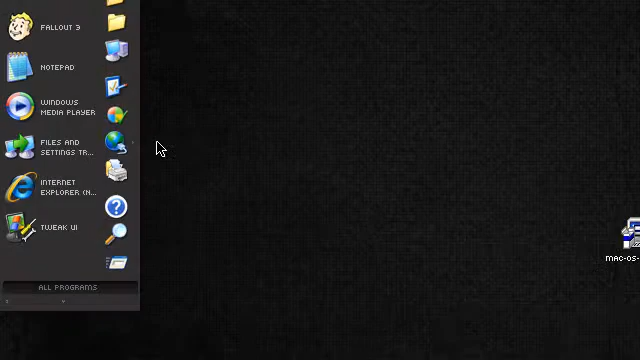 FALLOUT 3
NOTEPAD
WINDOWS
MEDIA PLAYER
FILES AND
SETTINGS TR...
INTERNET
EXPLORER (N...
TWEAK UI
ALL PROGRAMS
MAC-OS-